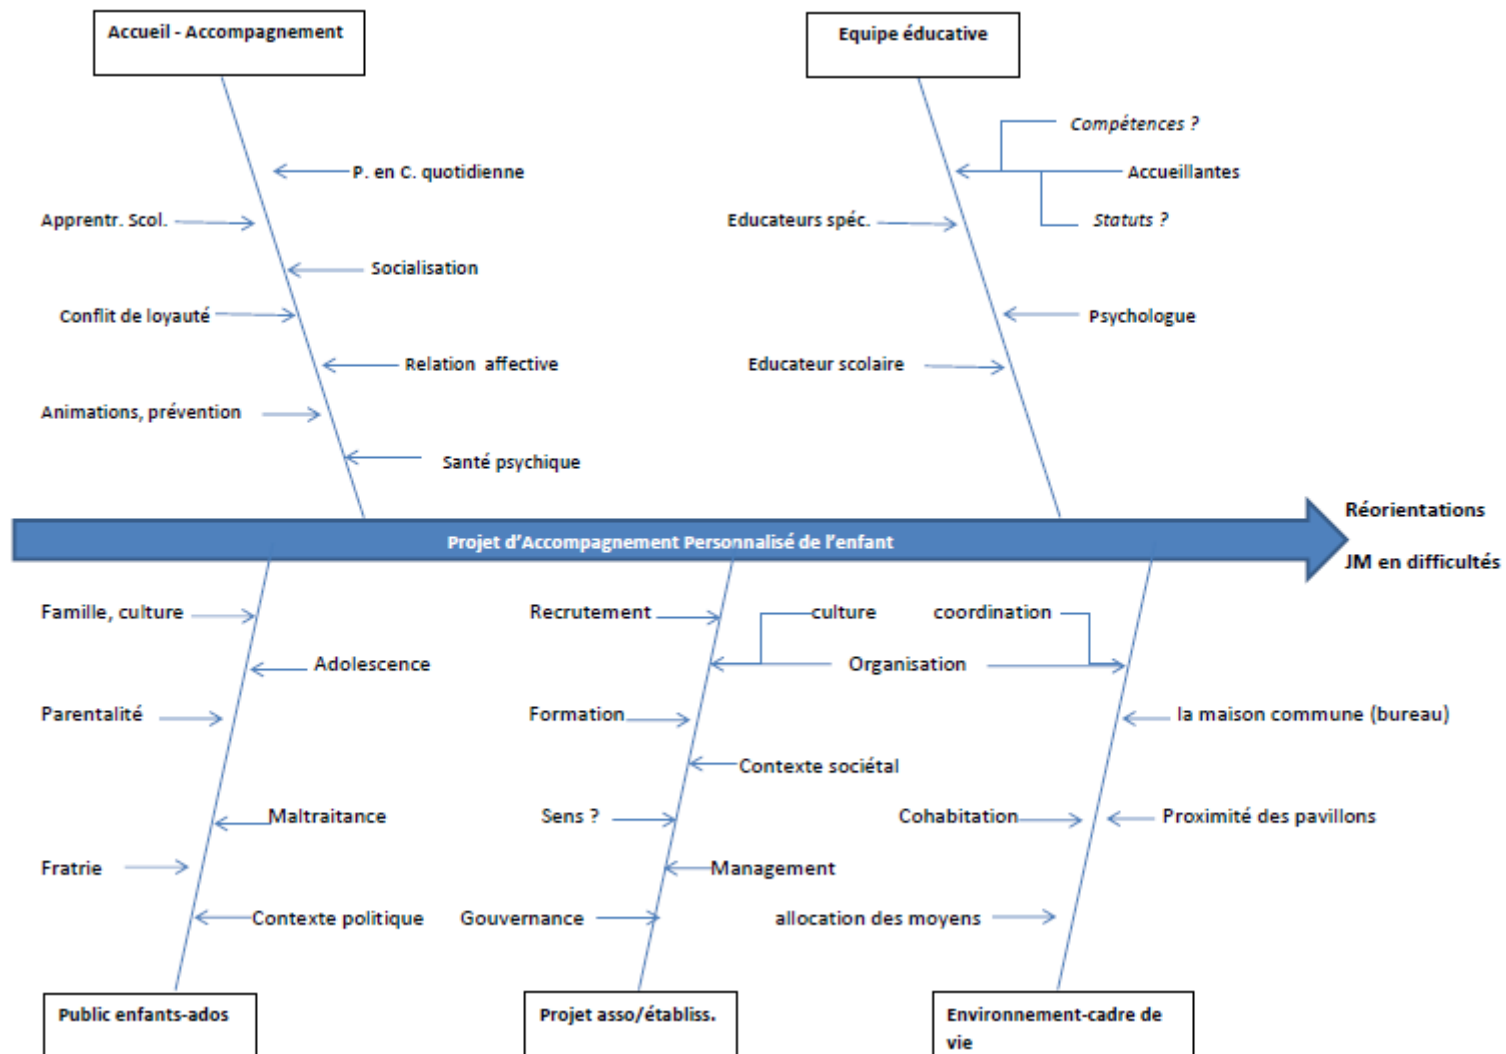 Accueil - Accompagnement
Equipe éducative
Compétences ?
P. en C. quotidienne
Accueillantes
Apprentr. Scol.
Educateurs spéc.
Statuts ?
Socialisation
Conflit de loyauté
Psychologue
Relation affective
Educateur scolaire
Animations, prévention
Santé psychique
Réorientations
Projet d'Accompagnement Personnalisé de l'enfant
JM en difficultés
Famille, culture
Recrutement
culture
coordination
Adolescence
Organisation
Parentalité
Formation
la maison commune (bureau)
Contexte sociétal
Maltraitance
Sens ?
Cohabitation
Proximité des pavillons
Fratrie
Management
Contexte politique
Gouvernance
allocation des moyens
Public enfants-ados
Projet asso/établiss.
Environnement-cadre de
vie